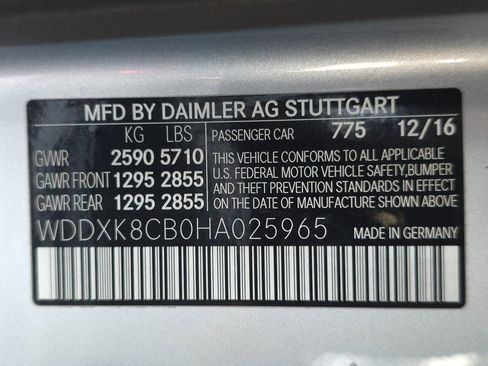 MFD BY DAIMLER AG STUTTGART
KG LBS PASSENGER CAR 775 12/16
GVWR 2590 5710
GAWR FRONT 1295 2855
GAWR REAR 1295 2855
THIS VEHICLE CONFORMS TO ALL APPLICABLE
U.S. FEDERAL MOTOR VEHICLE SAFETY,BUMPER
AND THEFT PREVENTION STANDARDS IN EFFECT
ON THE DATE OF MANUFACTURE SHOWN ABOVE.
WDDXK8CB0HA025965 MADE IN GERMANY